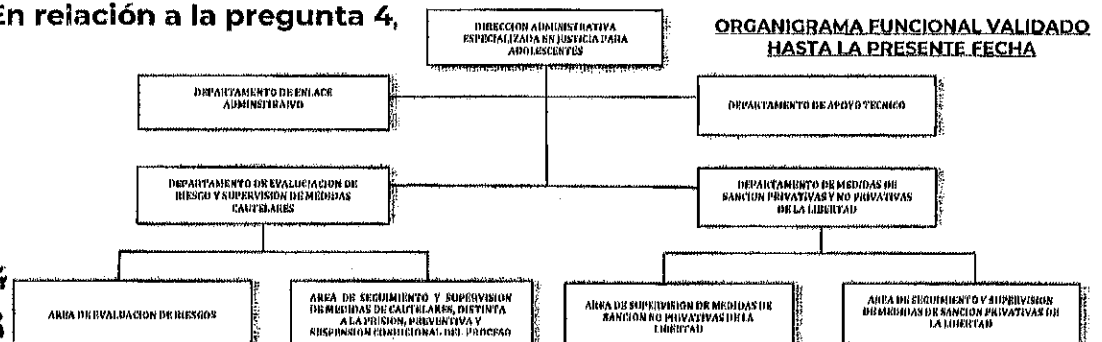 En relación a la pregunta 4,
ORGANIGRAMA FUNCIONAL VALIDADO
HASTA LA PRESENTE FECHA
DIRECCION ADMINISTRATIVA
ESPECIALIZADA EN JUSTICIA PARA
ADOLESCENTES
DEPARTAMENTO DE ENLACE
ADMINISTRAIVO
DEPARTAMENTO DE APOYO TECNICO
DEPARTAMENTO DE EVALUCIACION DE
RIESGO Y SUPERVISIÓN DE MEDIDAS
CAUTELARES
DEPARTAMENTO DE MEDIDAS DE
SANCION PRIVATIVAS Y NO PRIVATIVAS
DE LA LIBERTAD
AREA DE EVALUACION DE RIESGOS
AREA DE SEGUIMIENTO Y SUPERVISION
DE MEDIDAS DE CAUTELARES, DISTINTA
A LA PRISION, PREVENTIVA Y
SUSPENSION CONDICIONAL DEL PROCESO
AREA DE SUPERVISION DE MEDIDAS DE
SANCION NO PRIVATIVAS DE LA
LIBERTAD
AREA DE SEGUIMIENTO Y SUPERVISION
DE MEDIDAS DE SANCION PRIVATIVAS DE
LA LIBERTAD